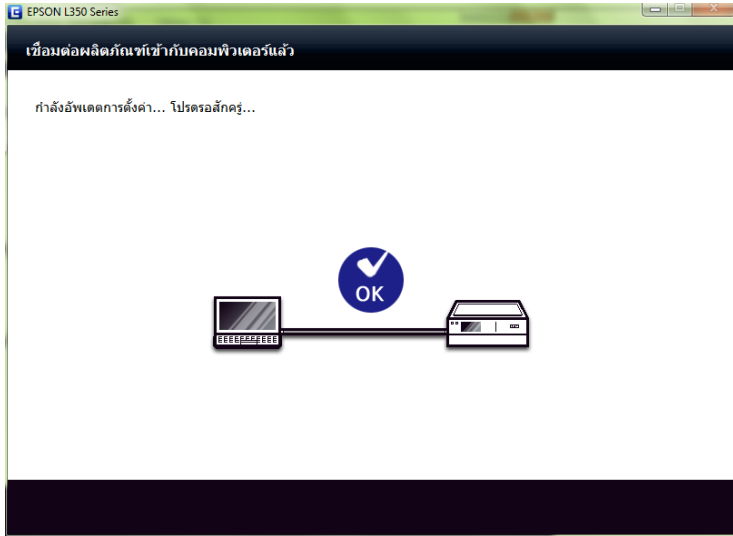 EPSON L350 Series
เชื่อมต่อผลิตภัณฑ์เข้ากับคอมพิวเตอร์แล้ว
กำลังอัพเดตการตั้งค่า... โปรดรอสักครู่...
OK